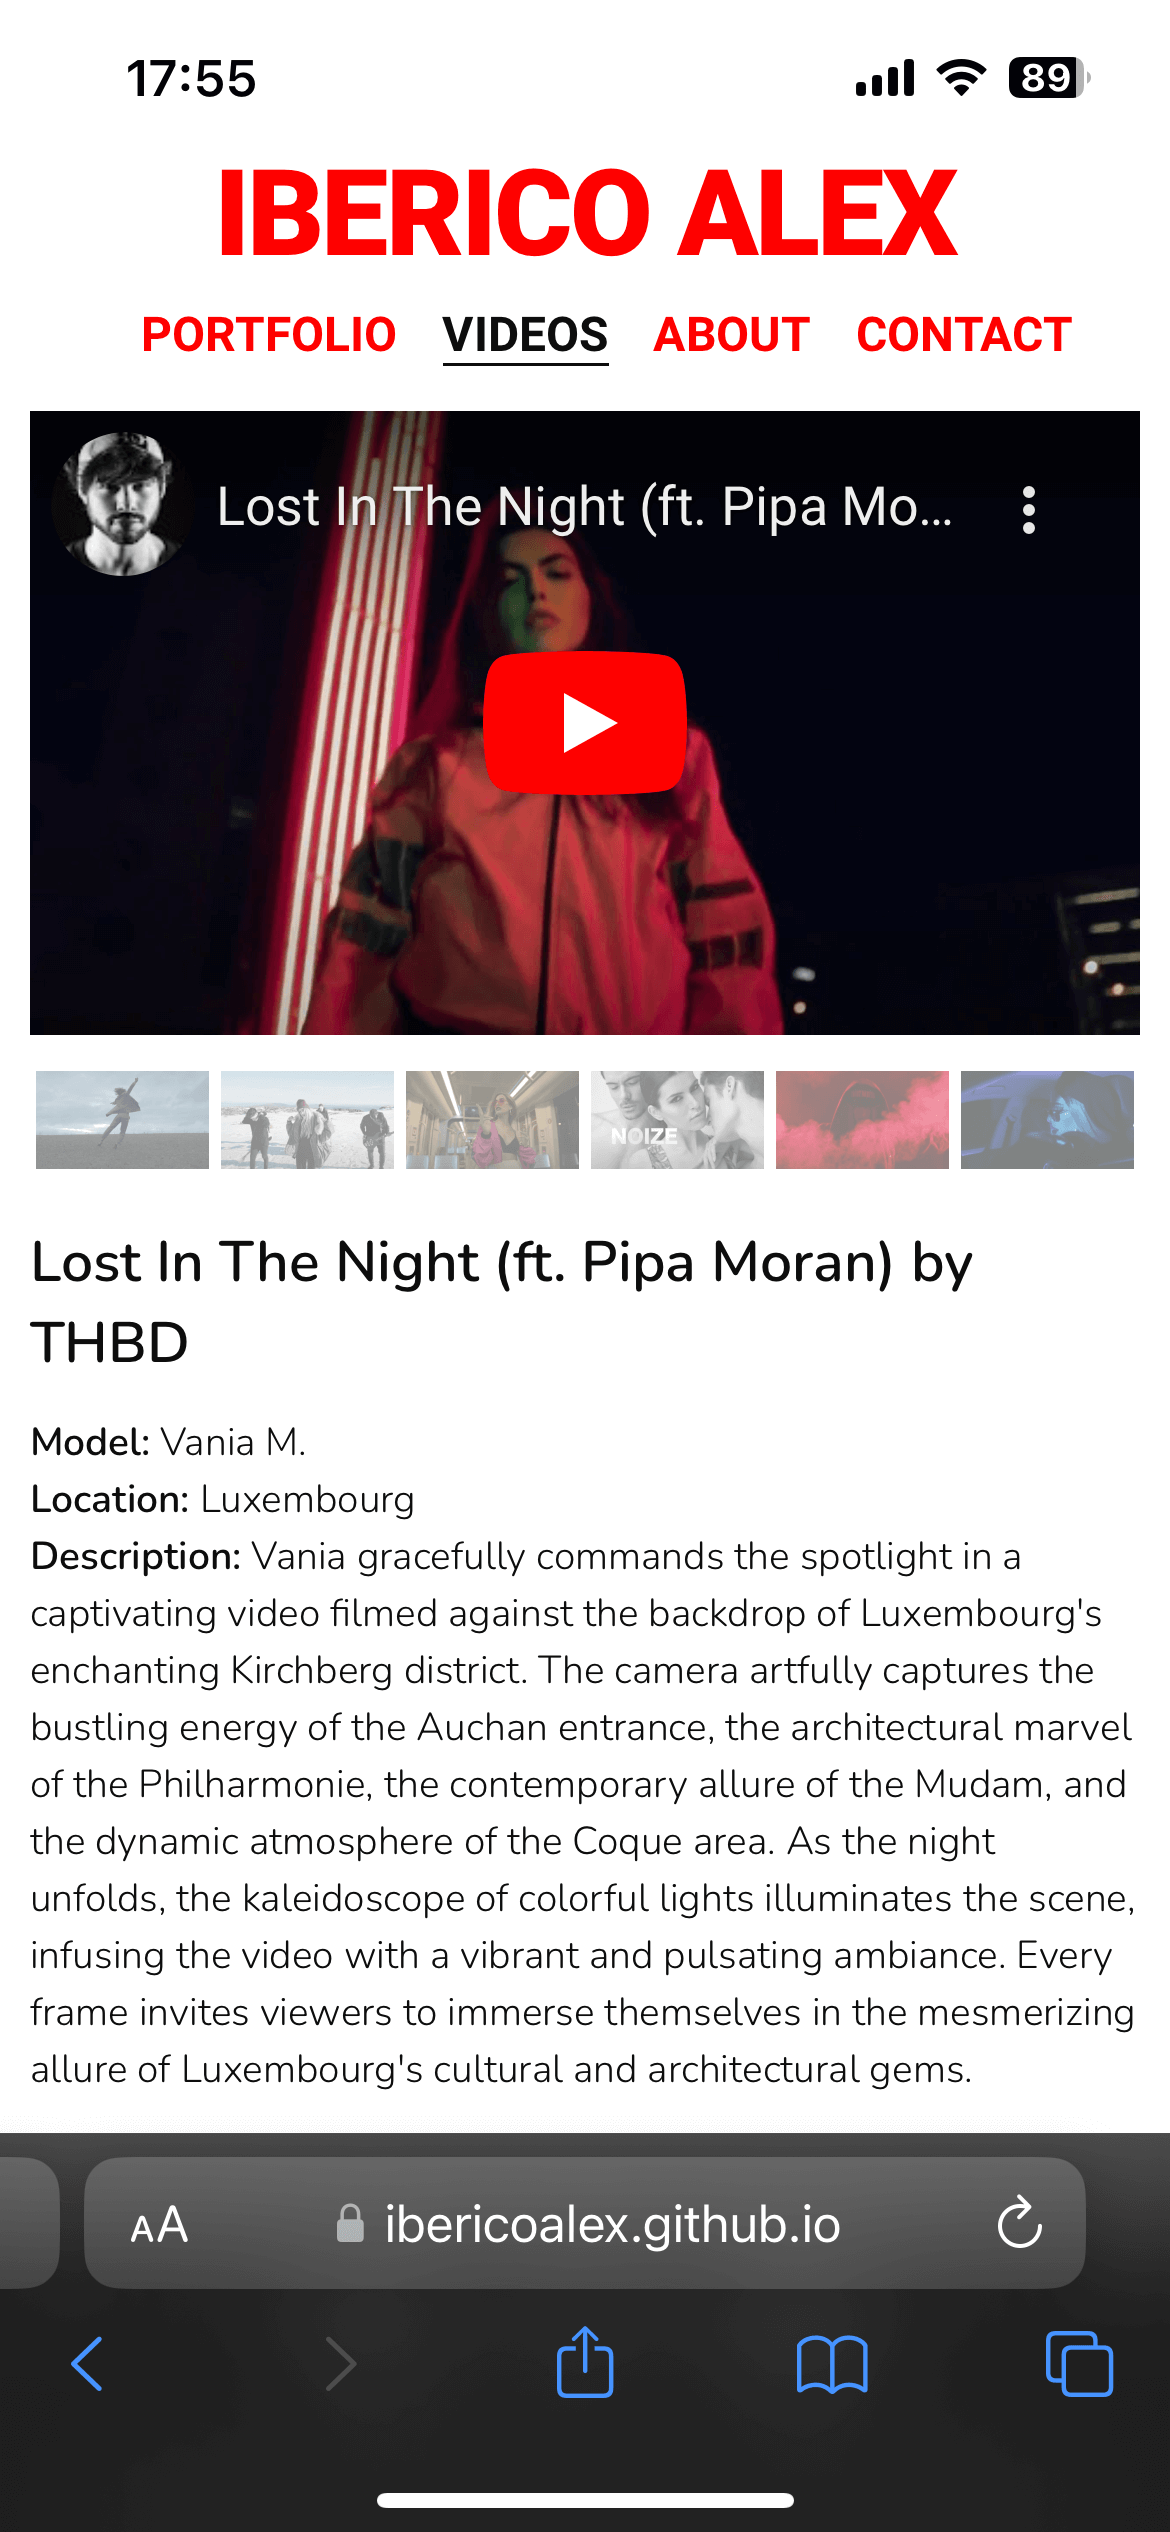 17:55
89
IBERICO ALEX
PORTFOLIO VIDEOS ABOUT CONTACT
Lost In The Night (ft. Pipa Mo...
NOIZE
Lost In The Night (ft. Pipa Moran) by
THBD
Model: Vania M.
Location: Luxembourg
Description: Vania gracefully commands the spotlight in a
captivating video filmed against the backdrop of Luxembourg's
enchanting Kirchberg district. The camera artfully captures the
bustling energy of the Auchan entrance, the architectural marvel
of the Philharmonie, the contemporary allure of the Mudam, and
the dynamic atmosphere of the Coque area. As the night
unfolds, the kaleidoscope of colorful lights illuminates the scene,
infusing the video with a vibrant and pulsating ambiance. Every
frame invites viewers to immerse themselves in the mesmerizing
allure of Luxembourg's cultural and architectural gems.
AA ibericoalex.github.io